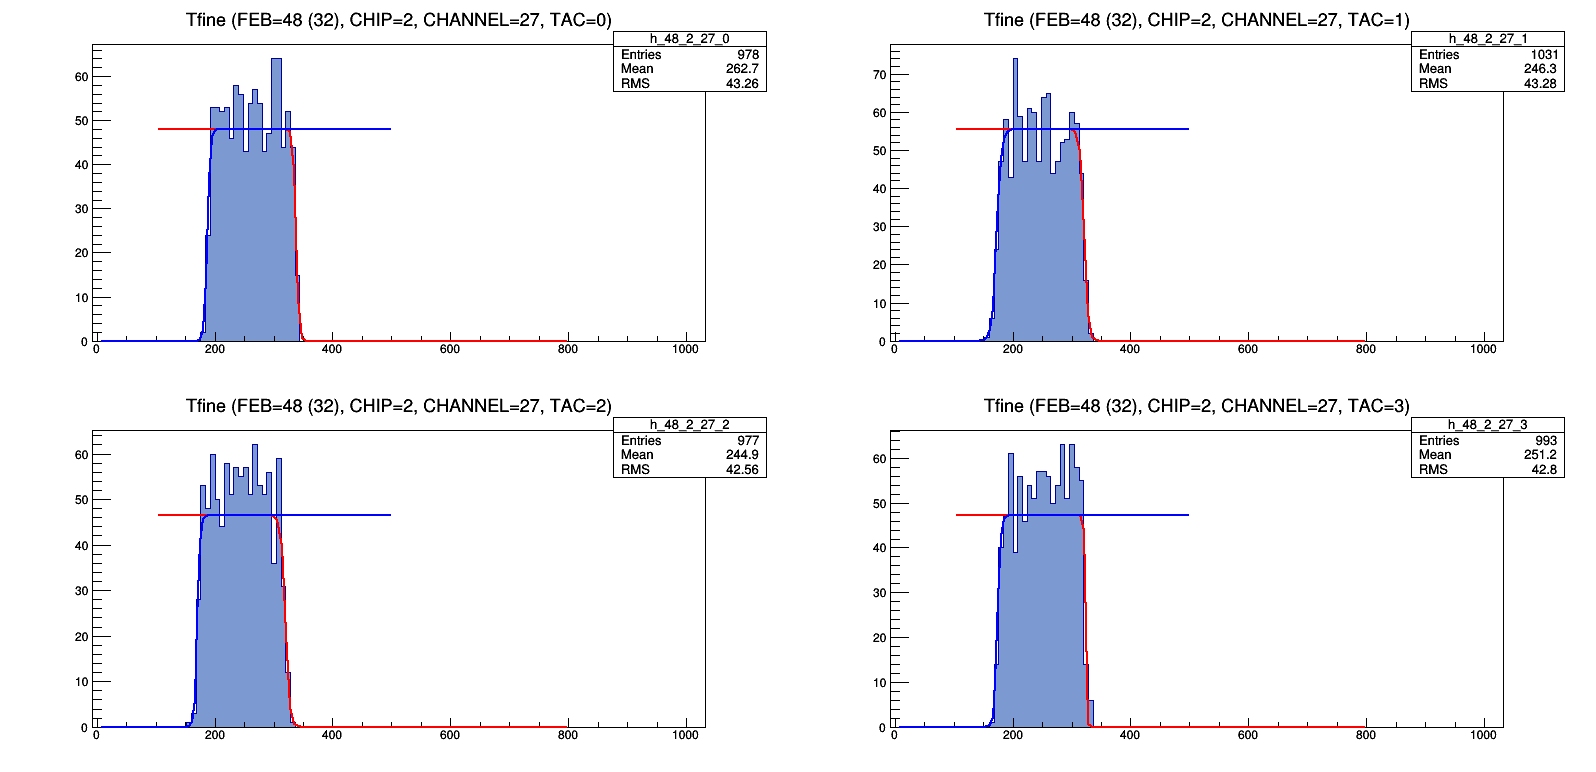 Tfine (FEB=48 (32), CHIP=2, CHANNEL=27, TAC=0)
h_48_2_27_0
Entries 978
Mean 262.7
RMS 43.26
60
50
40
30
20
10
0
0 200 400 600 800 1000
Tfine (FEB=48 (32), CHIP=2, CHANNEL=27, TAC=1)
h_48_2_27_1
Entries 1031
Mean 246.3
RMS 43.28
70
60
50
40
30
20
10
0
0 200 400 600 800 1000
Tfine (FEB=48 (32), CHIP=2, CHANNEL=27, TAC=2)
h_48_2_27_2
Entries 977
Mean 244.9
RMS 42.56
60
50
40
30
20
10
0
0 200 400 600 800 1000
Tfine (FEB=48 (32), CHIP=2, CHANNEL=27, TAC=3)
h_48_2_27_3
Entries 993
Mean 251.2
RMS 42.8
60
50
40
30
20
10
0
0 200 400 600 800 1000